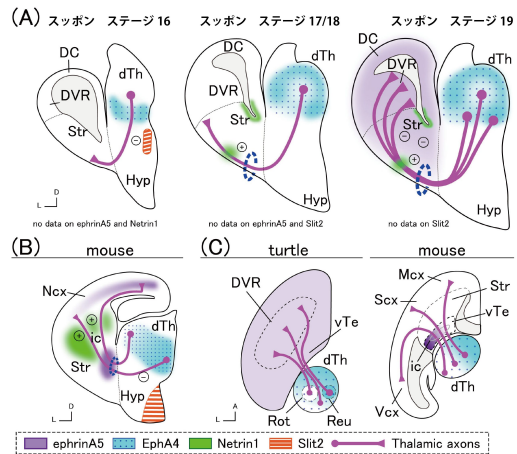 (A) スッポン ステージ 16 スッポン ステージ 17/18 スッポン ステージ 19
DC
DVR
Str
dTh
−
Hyp
L D
no data on ephrinA5 and Netrin1
DC
DVR
Str
dTh
+
Hyp
no data on ephrinA5 and Slit2
DC
DVR
Str
dTh
− −
+
Hyp
no data on Slit2
(B) mouse
Ncx
+
+
ic
Str
dTh
−
Hyp
L D
(C) turtle
DVR
vTe
dTh
Rot
Reu
L A
mouse
Mcx
Scx
Str
vTe
ic
dTh
Vcx
ephrinA5 EphA4 Netrin1 Slit2 Thalamic axons